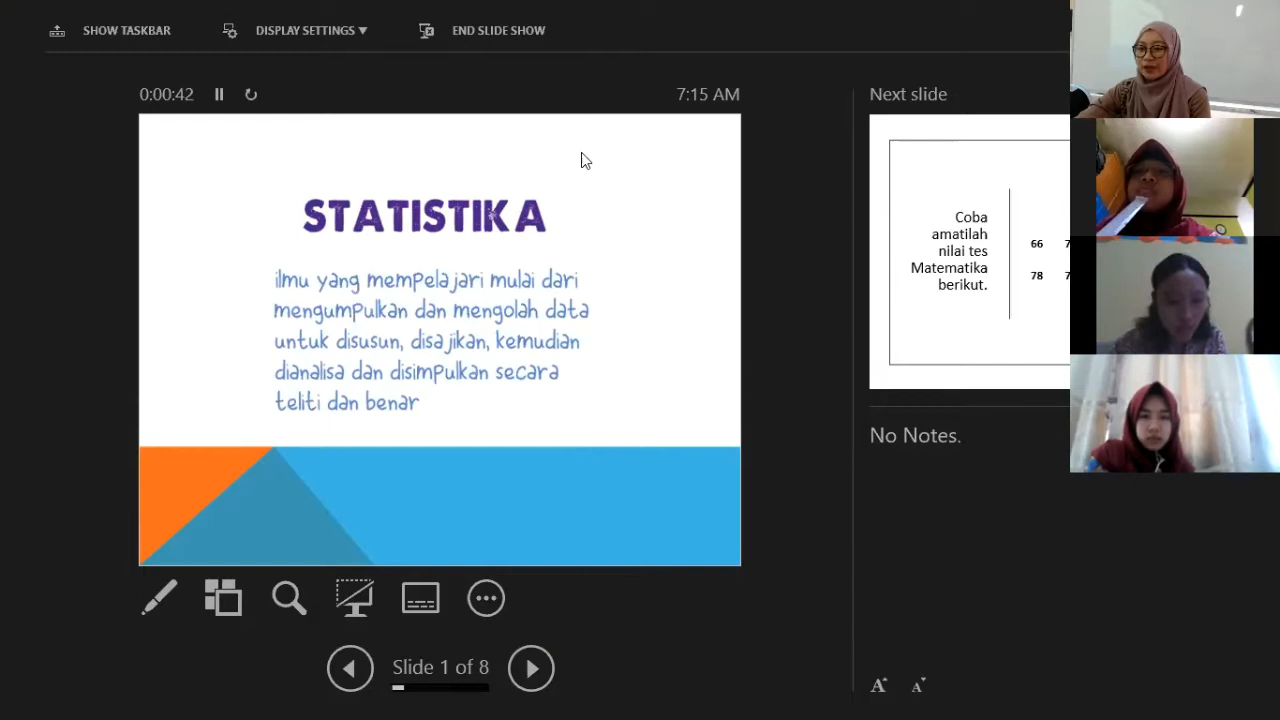 SHOW TASKBAR
DISPLAY SETTINGS
END SLIDE SHOW
0:00:42
7:15 AM
STATISTIKA
ilmu yang mempelajari mulai dari
mengumpulkan dan mengolah data
untuk disusun, disajikan, kemudian
dianalisa dan disimpulkan secara
teliti dan benar
Next slide
Coba
amatilah
nilai tes
Matematika
berikut.
66
78
No Notes.
Slide 1 of 8
A A